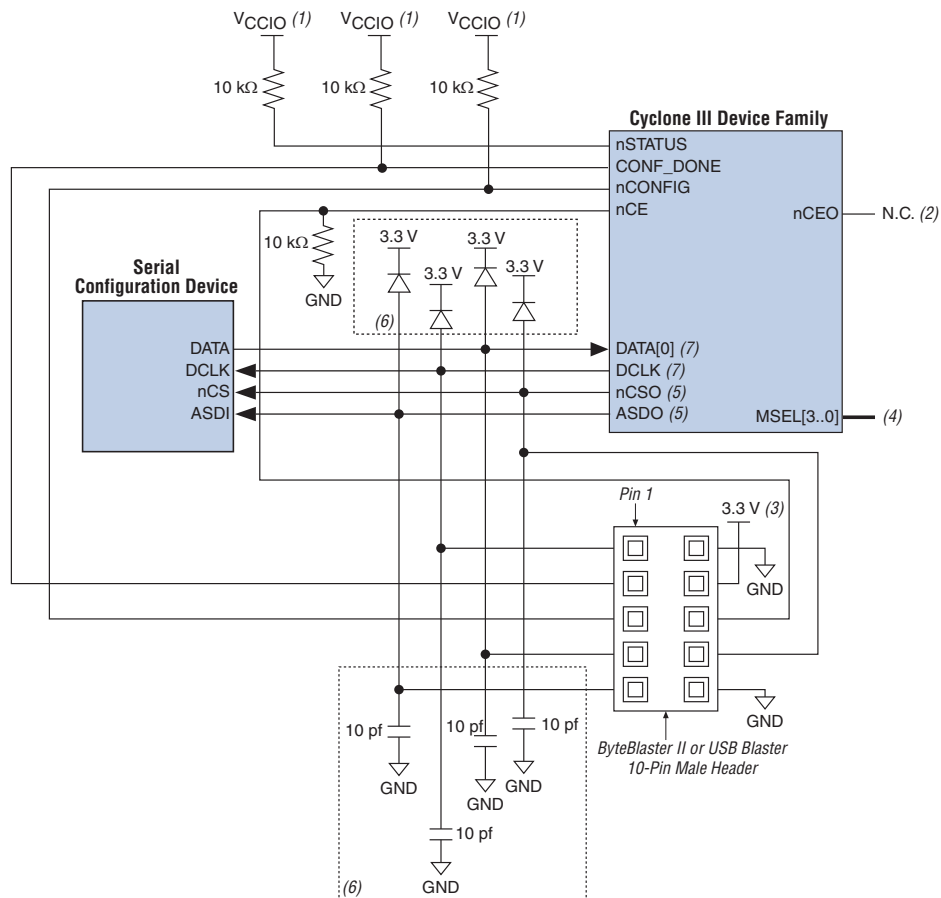 VCCIO (1) VCCIO (1) VCCIO (1)
10 kΩ 10 kΩ 10 kΩ
Cyclone III Device Family
nSTATUS
CONF_DONE
nCONFIG
nCE
nCEO
N.C. (2)
10 kΩ
GND
3.3 V 3.3 V
3.3 V 3.3 V
(6)
Serial
Configuration Device
DATA
DCLK
nCS
ASDI
DATA[0] (7)
DCLK (7)
nCSO (5)
ASDO (5)
MSEL[3..0]
(4)
Pin 1
3.3 V (3)
GND
GND
10 pf 10 pf 10 pf
GND GND GND
10 pf
GND
(6)
ByteBlaster II or USB Blaster
10-Pin Male Header